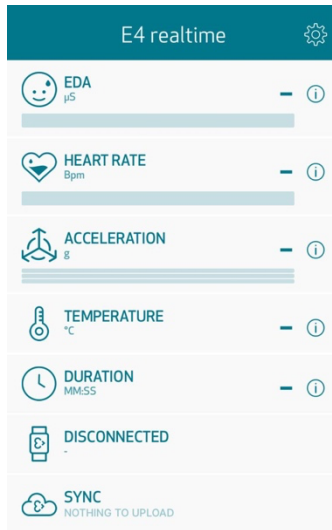 E4 realtime
EDA
µS
–
HEART RATE
Bpm
–
ACCELERATION
g
–
TEMPERATURE
°C
–
DURATION
MM:SS
–
DISCONNECTED
-
SYNC
NOTHING TO UPLOAD